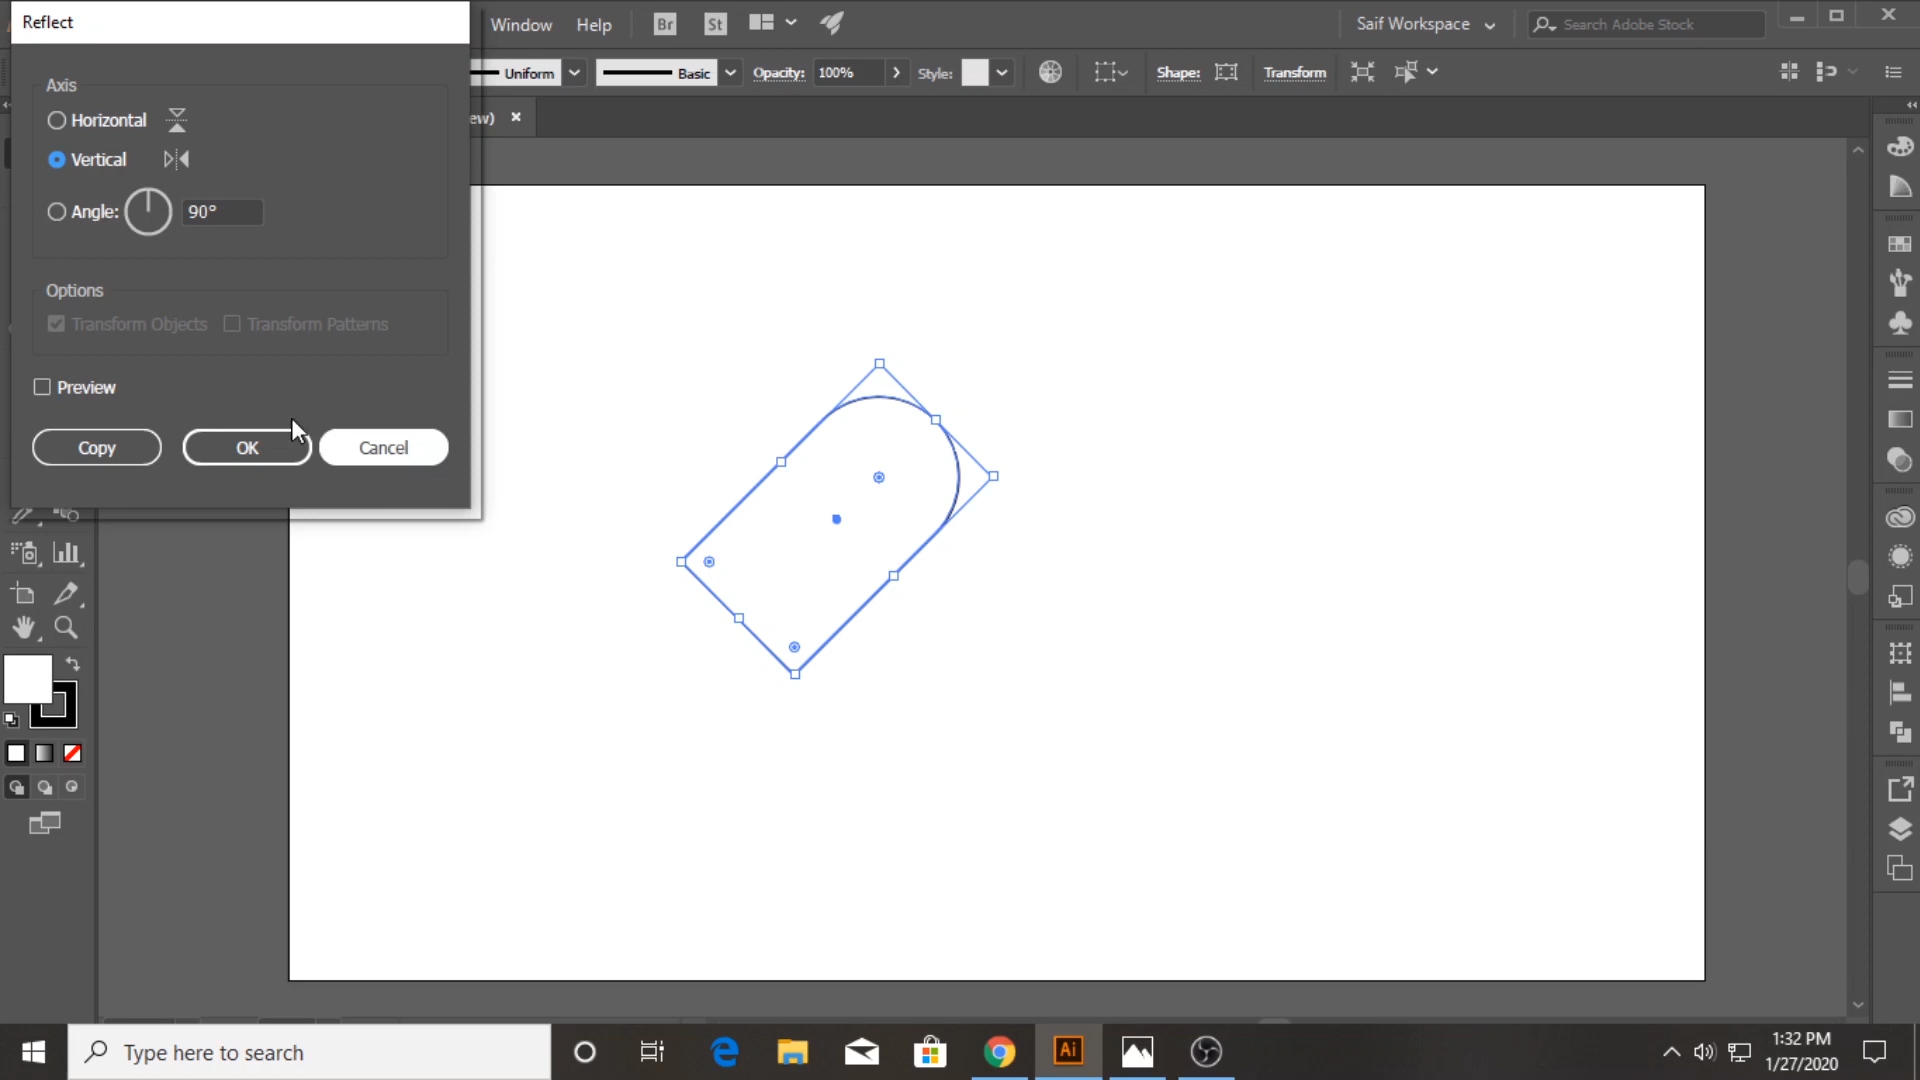 Reflect
Window Help Br St Saif Workspace Search Adobe Stock
Uniform Basic Opacity: 100% Style: Shape: Transform
ew) ×
Axis
Horizontal
Vertical
Angle: 90°
Options
Transform Objects Transform Patterns
Preview
Copy OK Cancel
Type here to search Ai 1:32 PM
1/27/2020